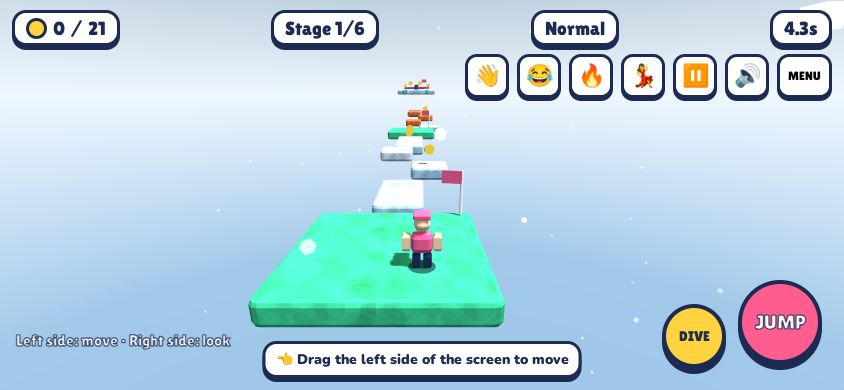 0 / 21
Stage 1/6
Normal
4.3s
MENU
Left side: move · Right side: look
Drag the left side of the screen to move
DIVE
JUMP